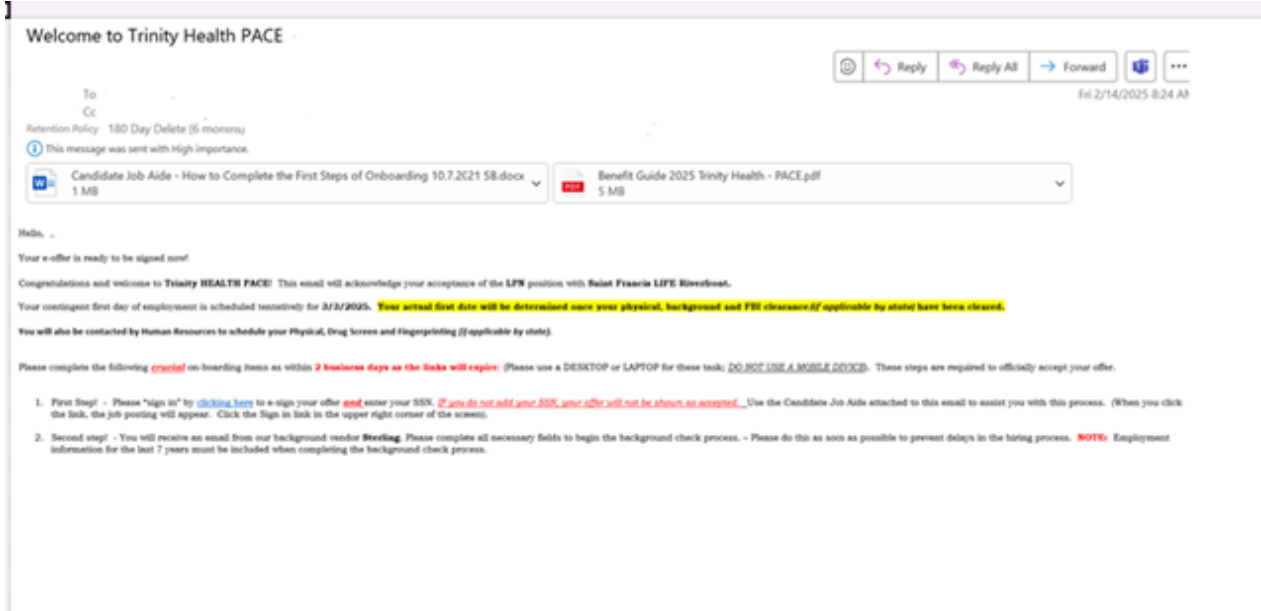 Welcome to Trinity Health PACE
Reply
Reply All
Forward
To
Cc
Fri 2/14/2025 8:24 AM
Retention Policy 180 Day Delete (6 months)
This message was sent with High importance.
Candidate Job Aide - How to Complete the First Steps of Onboarding 10.7.2021 SB.docx
1 MB
Benefit Guide 2025 Trinity Health - PACE.pdf
5 MB
Hello,
Your e-offer is ready to be signed now!
Congratulations and welcome to Trinity HEALTH PACE! This email will acknowledge your acceptance of the LPN position with Saint Francis LIFE Riverfront.
Your contingent first day of employment is scheduled tentatively for 3/3/2025. Your actual first date will be determined once your physical, background and FBI clearance(if applicable by state) have been cleared.
You will also be contacted by Human Resources to schedule your Physical, Drug Screen and Fingerprinting (if applicable by state).
Please complete the following crucial on-boarding items as within 2 business days as the links will expire: (Please use a DESKTOP or LAPTOP for these task; DO NOT USE A MOBILE DEVICE). These steps are required to officially accept your offer.
1. First Step! - Please "sign in" by clicking here to e-sign your offer and enter your SSN. If you do not add your SSN, your offer will not be shown as accepted. Use the Candidate Job Aide attached to this email to assist you with this process. (When you click
the link, the job posting will appear. Click the Sign in link in the upper right corner of the screen).
2. Second step! - You will receive an email from our background vendor Sterling. Please complete all necessary fields to begin the background check process. – Please do this as soon as possible to prevent delays in the hiring process. NOTE: Employment
information for the last 7 years must be included when completing the background check process.